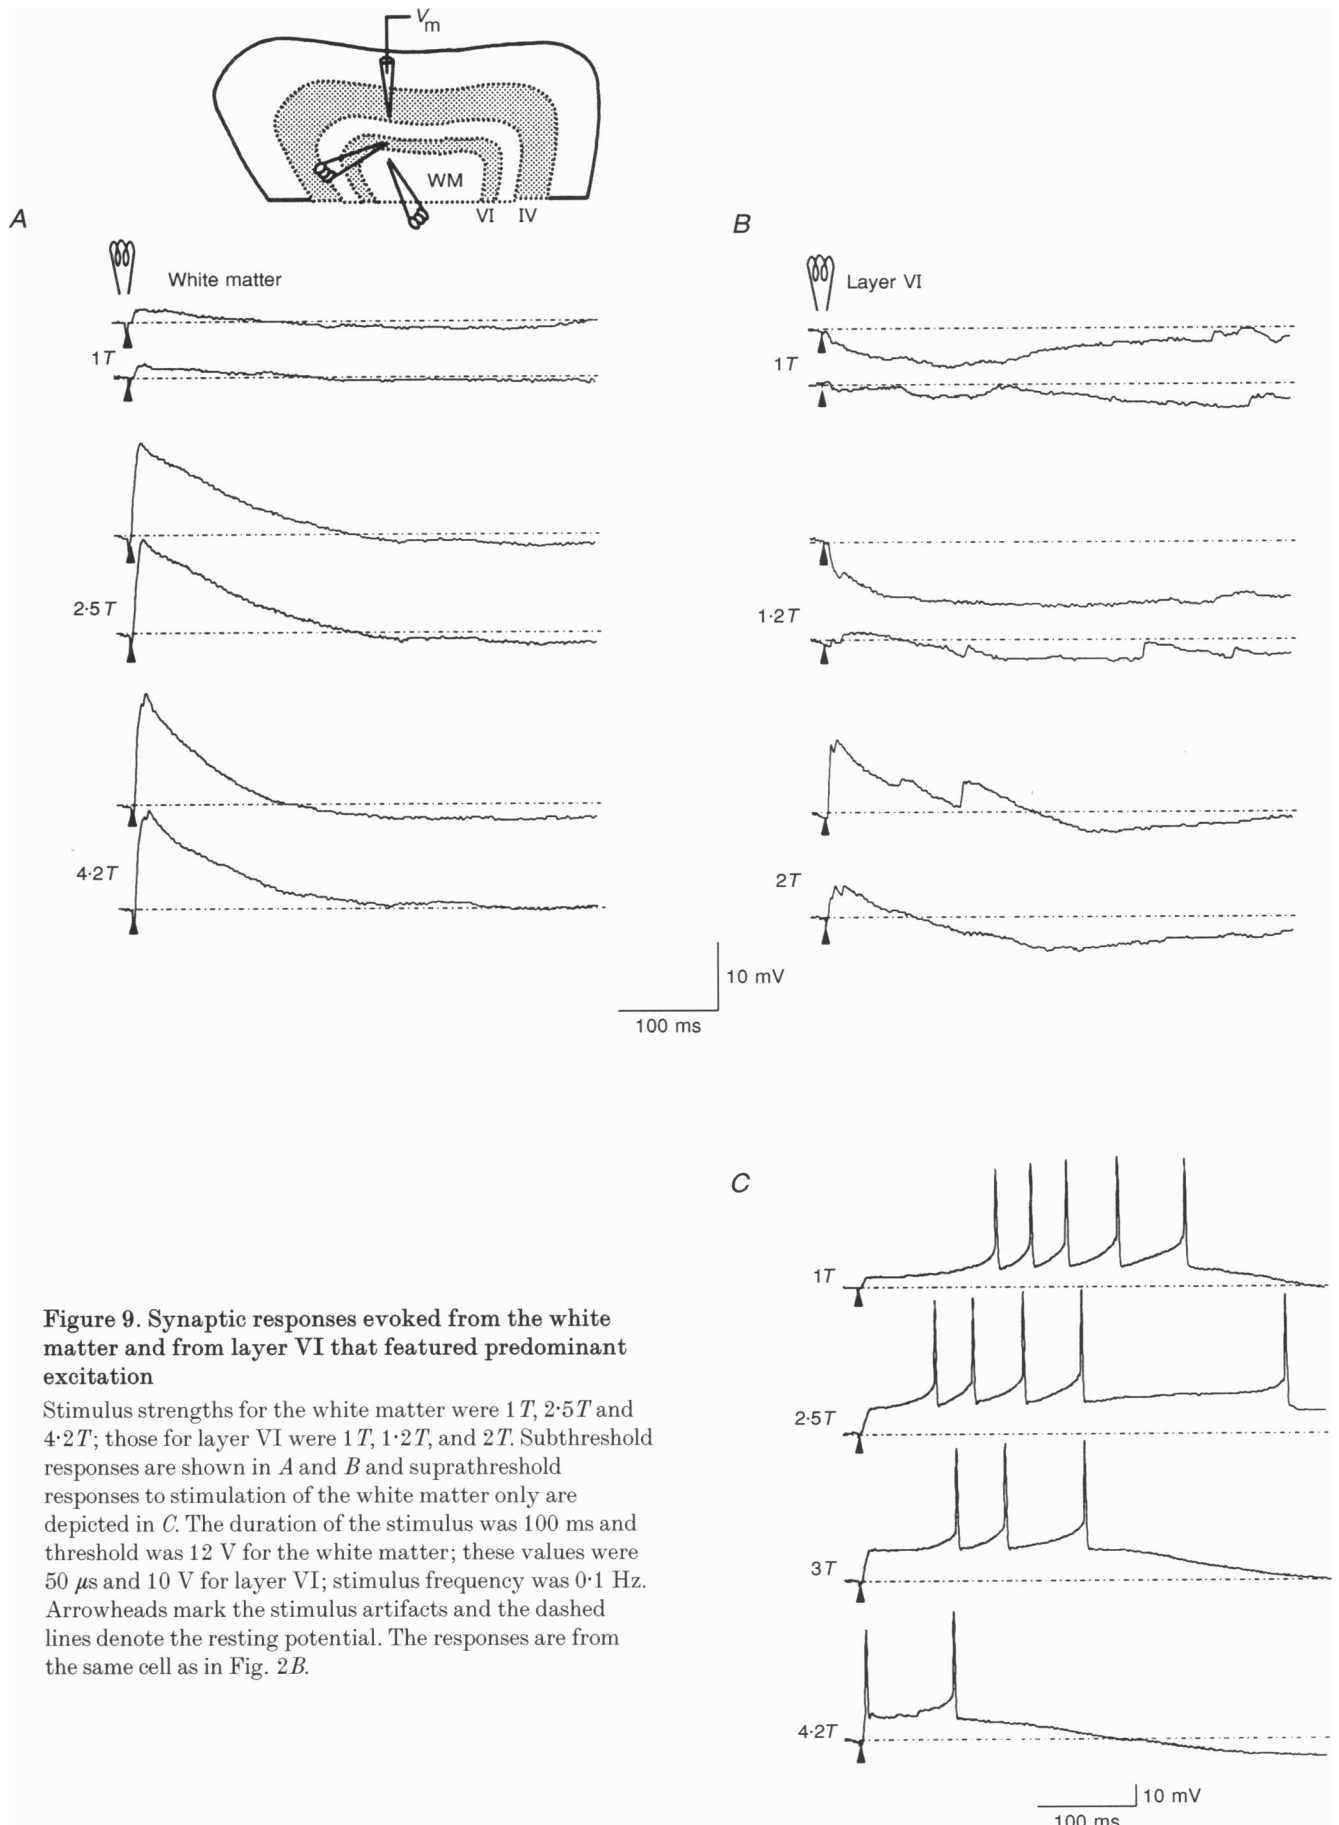 Vm
WM
VI IV
A
White matter
1T
2·5T
4·2T
B
Layer VI
1T
1·2T
2T
10 mV
100 ms
C
1T
2·5T
3T
4·2T
10 mV
100 ms
Figure 9. Synaptic responses evoked from the white
matter and from layer VI that featured predominant
excitation
Stimulus strengths for the white matter were 1T, 2·5T and
4·2T; those for layer VI were 1T, 1·2T, and 2T. Subthreshold
responses are shown in A and B and suprathreshold
responses to stimulation of the white matter only are
depicted in C. The duration of the stimulus was 100 ms and
threshold was 12 V for the white matter; these values were
50 μs and 10 V for layer VI; stimulus frequency was 0·1 Hz.
Arrowheads mark the stimulus artifacts and the dashed
lines denote the resting potential. The responses are from
the same cell as in Fig. 2B.